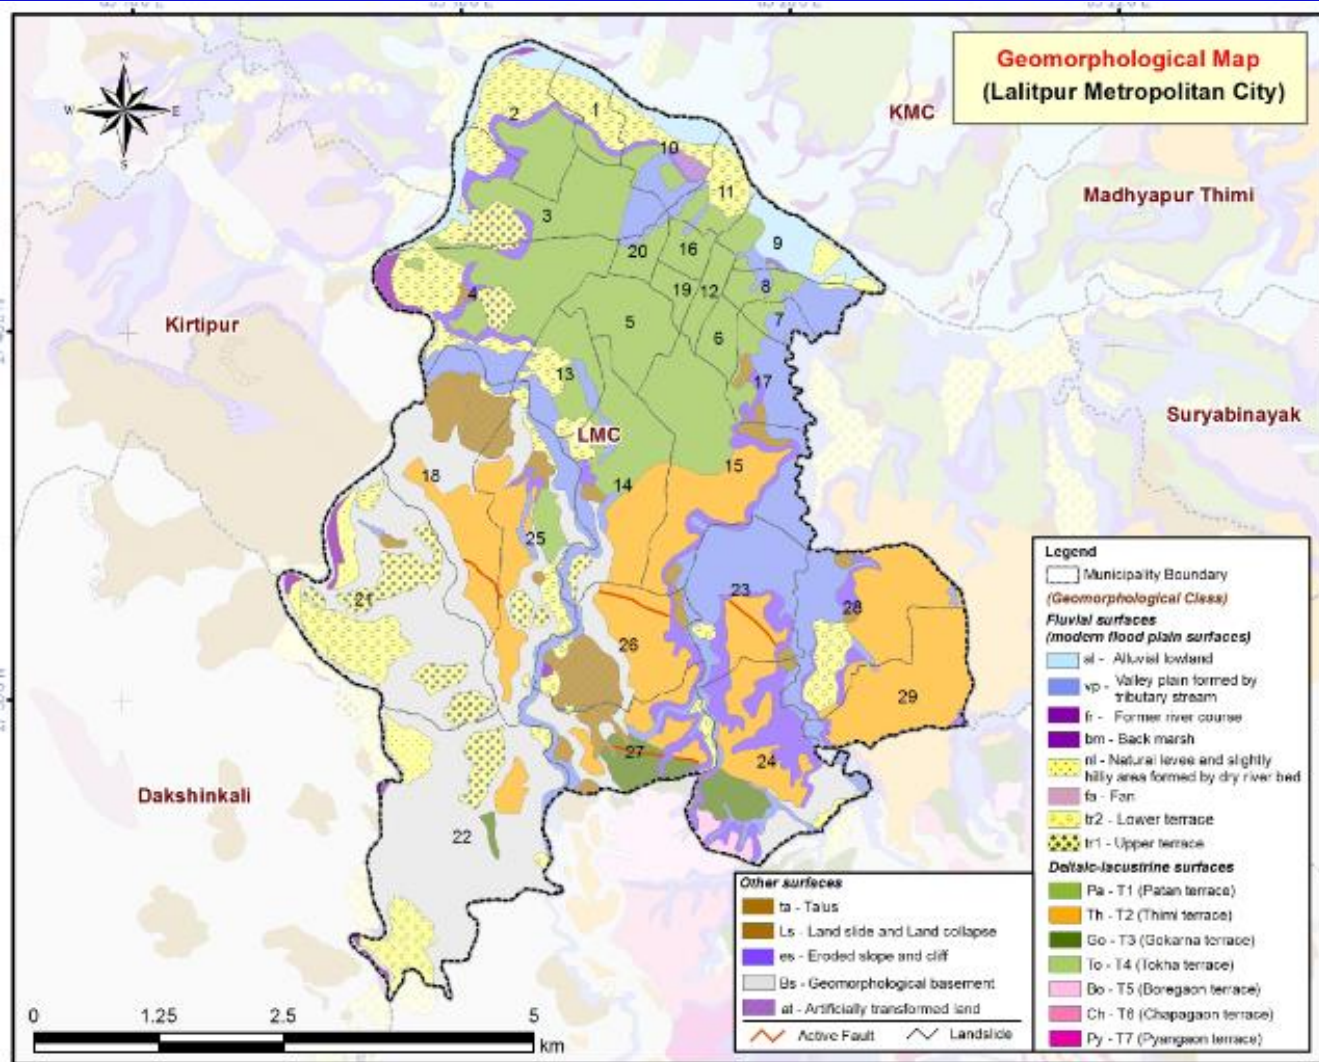 Geomorphological Map
(Lalitpur Metropolitan City)
N
W
E
S
KMC
Madhyapur Thimi
Kirtipur
Suryabinayak
LMC
Dakshinkali
1
2
10
11
3
9
20
16
8
4
19
12
5
7
6
13
17
18
15
14
25
23
28
21
26
29
27
24
22
Legend
Municipality Boundary
(Geomorphological Class)
Fluvial surfaces
(modern flood plain surfaces)
al - Alluvial lowland
vp - Valley plain formed by
tributary stream
fr - Former river course
bm - Back marsh
nl - Natural levee and slightly
hilliy area formed by dry river bed
fa - Fan
tr2 - Lower terrace
tr1 - Upper terrace
Deltaic-lacustrine surfaces
Pa - T1 (Patan terrace)
Th - T2 (Thimi terrace)
Go - T3 (Gokarna terrace)
To - T4 (Tokha terrace)
Bo - T5 (Boregaon terrace)
Ch - T6 (Chapagaon terrace)
Py - T7 (Pyangaon terrace)
Other surfaces
ta - Talus
Ls - Land slide and Land collapse
es - Eroded slope and cliff
Bs - Geomorphological basement
at - Artificially transformed land
Active Fault
Landslide
0 1.25 2.5 5
km